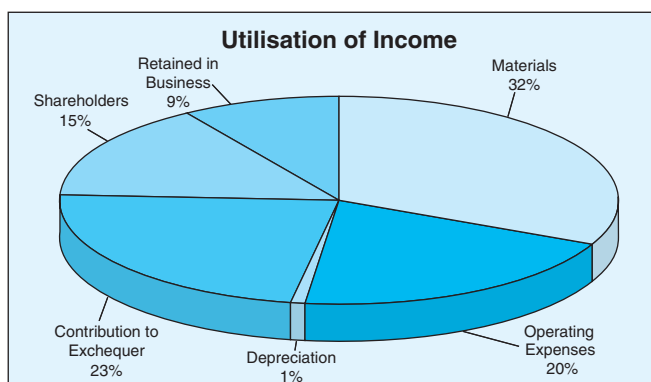 Utilisation of Income
Retained in
Business
9%
Materials
32%
Shareholders
15%
Contribution to
Exchequer
23%
Depreciation
1%
Operating
Expenses
20%